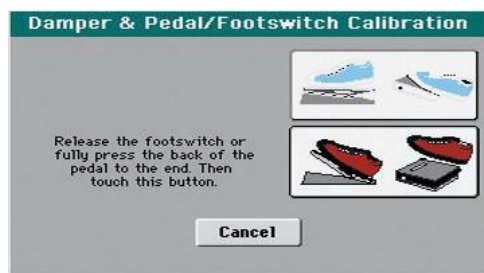 Damper & Pedal/Footswitch Calibration
Release the footswitch or
fully press the back of the
pedal to the end. Then
touch this button.
Cancel